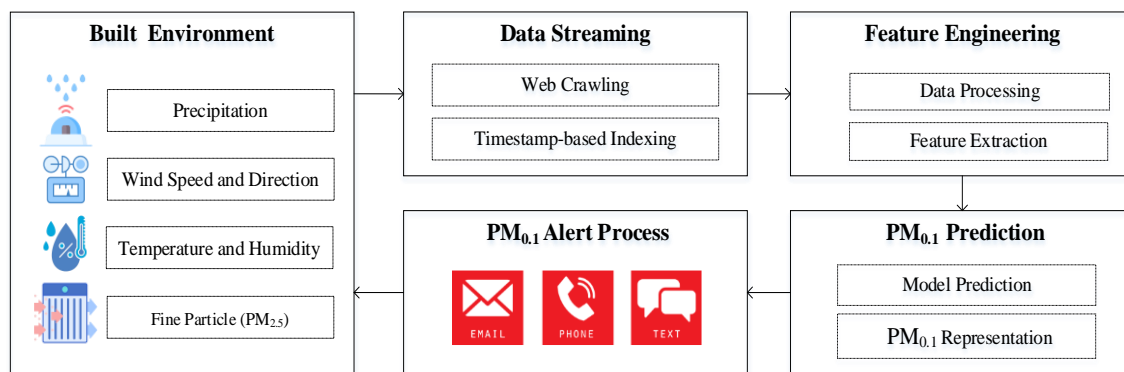 Built Environment
Precipitation
Wind Speed and Direction
Temperature and Humidity
Fine Particle (PM2.5)
Data Streaming
Web Crawling
Timestamp-based Indexing
Feature Engineering
Data Processing
Feature Extraction
PM0.1 Prediction
Model Prediction
PM0.1 Representation
PM0.1 Alert Process
EMAIL
PHONE
TEXT
%